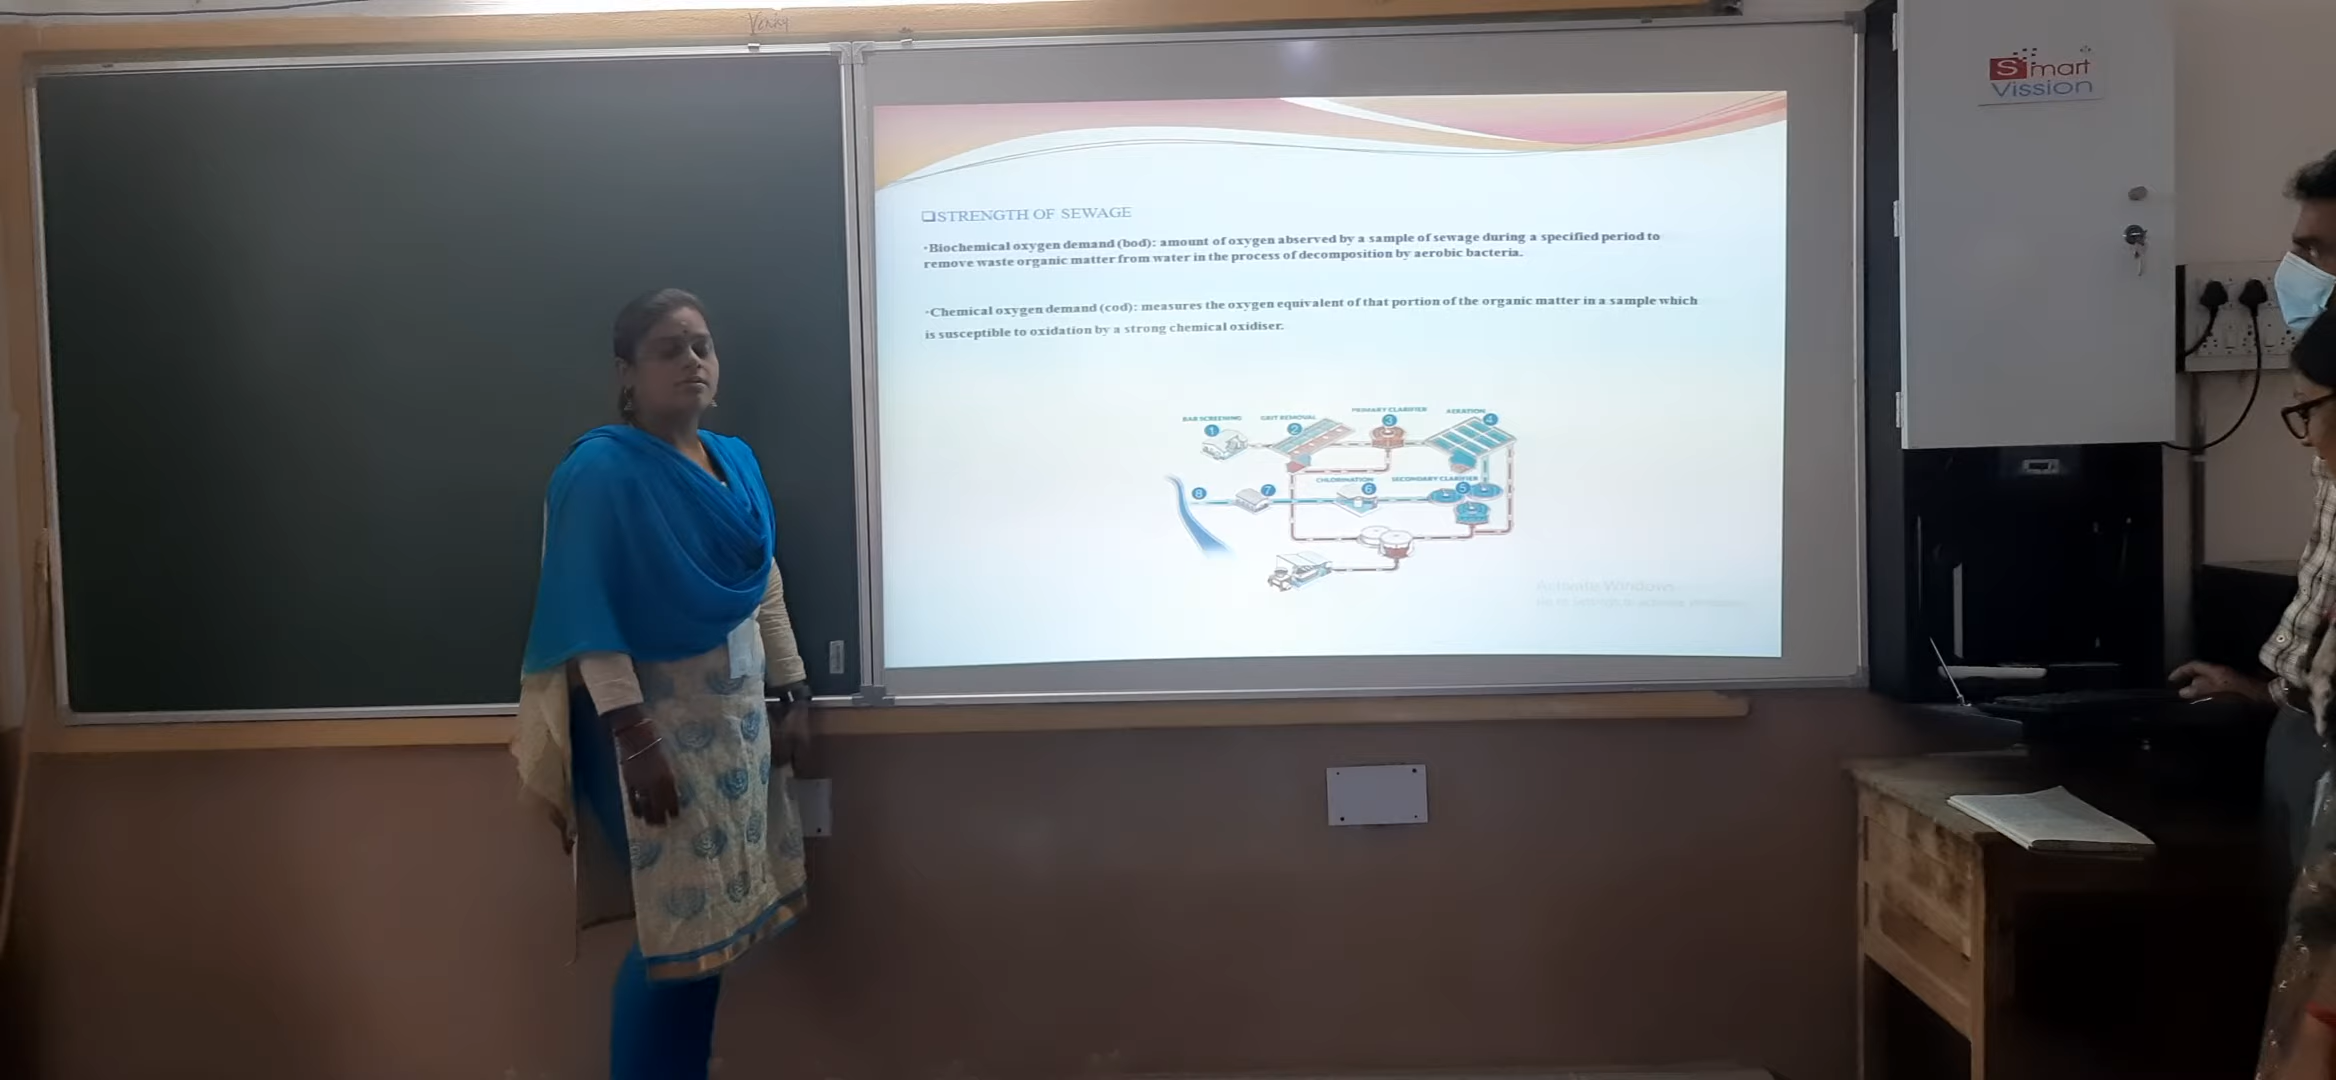 Smart
Vission
❑STRENGTH OF SEWAGE
•Biochemical oxygen demand (bod): amount of oxygen abserved by a sample of sewage during a specified period to
remove waste organic matter from water in the process of decomposition by aerobic bacteria.
•Chemical oxygen demand (cod): measures the oxygen equivalent of that portion of the organic matter in a sample which
is susceptible to oxidation by a strong chemical oxidiser.
BAR SCREENING GRIT REMOVAL PRIMARY CLARIFIER AERATION
1 2 3 4
CHLORINATION SECONDARY CLARIFIER
8 7 6 5
Activate Windows